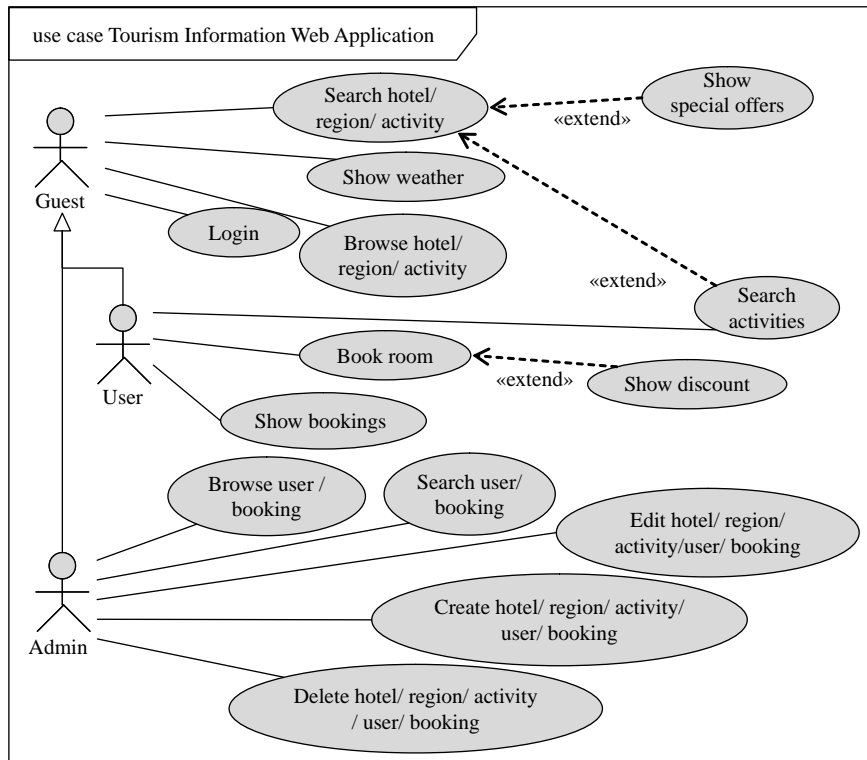 use case Tourism Information Web Application
Search hotel/
region/ activity
Show
special offers
«extend»
Show weather
Guest
Login
Browse hotel/
region/ activity
«extend»
Search
activities
Book room
«extend»
Show discount
User
Show bookings
Browse user /
booking
Search user/
booking
Edit hotel/ region/
activity/user/ booking
Create hotel/ region/ activity/
user/ booking
Admin
Delete hotel/ region/ activity
/ user/ booking